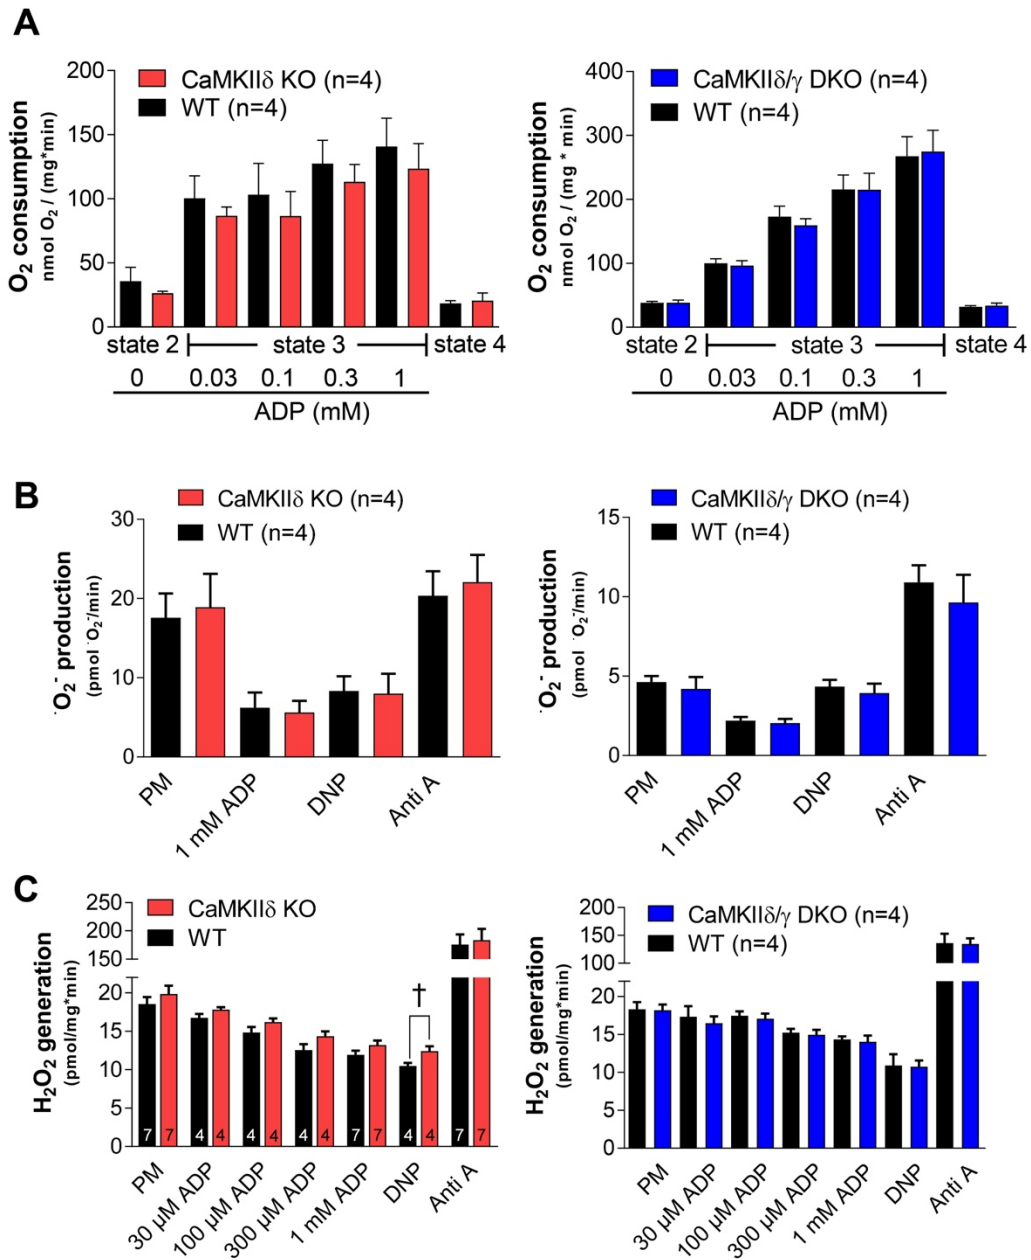 A
CaMKIIδ KO (n=4)
WT (n=4)
O₂ consumption
nmol O₂ / (mg*min)
200
150
100
50
0
state 2
state 3
state 4
0
0.03
0.1
0.3
1
ADP (mM)
CaMKIIδ/γ DKO (n=4)
WT (n=4)
O₂ consumption
nmol O₂ / (mg * min)
400
300
200
100
0
state 2
state 3
state 4
0
0.03
0.1
0.3
1
ADP (mM)
B
CaMKIIδ KO (n=4)
WT (n=4)
˙O₂⁻ production
(pmol ˙O₂⁻/min)
30
20
10
0
PM
1 mM ADP
DNP
Anti A
CaMKIIδ/γ DKO (n=4)
WT (n=4)
˙O₂⁻ production
(pmol ˙O₂⁻/min)
15
10
5
0
PM
1 mM ADP
DNP
Anti A
C
CaMKIIδ KO
WT
H₂O₂ generation
(pmol/mg*min)
250
200
150
20
15
10
5
0
†
7 7 4 4 4 4 4 4 7 7 4 4 7 7
PM
30 µM ADP
100 µM ADP
300 µM ADP
1 mM ADP
DNP
Anti A
CaMKIIδ/γ DKO (n=4)
WT (n=4)
H₂O₂ generation
(pmol/mg*min)
200
150
100
20
15
10
5
0
PM
30 µM ADP
100 µM ADP
300 µM ADP
1 mM ADP
DNP
Anti A